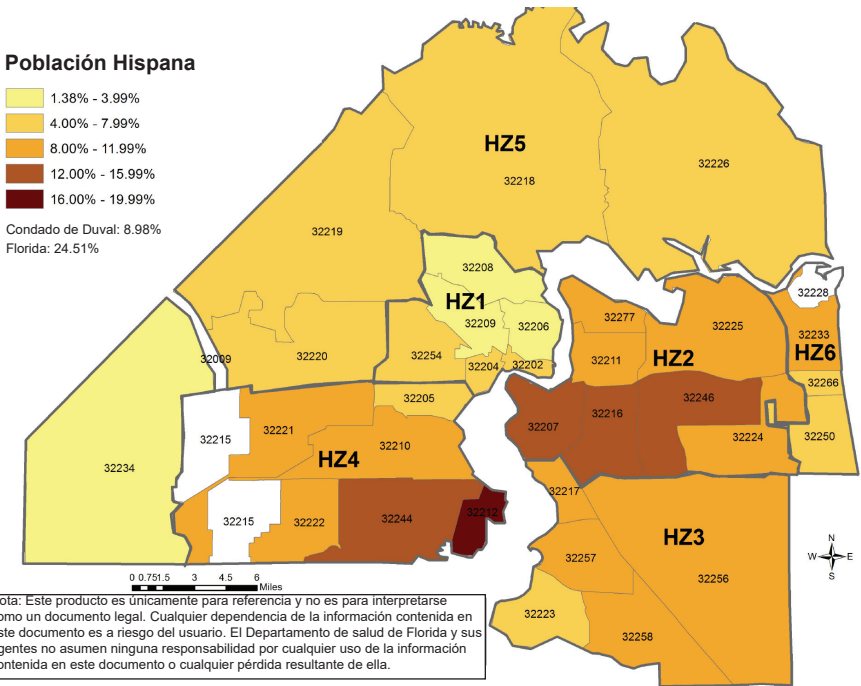 Población Hispana
1.38% - 3.99%
4.00% - 7.99%
8.00% - 11.99%
12.00% - 15.99%
16.00% - 19.99%
Condado de Duval: 8.98%
Florida: 24.51%
HZ5
32218
32226
32219
32208
HZ1
32209
32206
32228
32277
32225
32233
HZ6
32009
32220
32254
32204
32202
32211
HZ2
32266
32205
32246
32215
32221
32207
32216
32224
32250
HZ4
32210
32234
32217
32212
32215
32222
32244
HZ3
32257
32256
32223
32258
N
W
E
S
0 0.751.5 3 4.5 6
Miles
ota: Este producto es únicamente para referencia y no es para interpretarse
omo un documento legal. Cualquier dependencia de la información contenida en
ste documento es a riesgo del usuario. El Departamento de salud de Florida y sus
gentes no asumen ninguna responsabilidad por cualquier uso de la información
ontenida en este documento o cualquier pérdida resultante de ella.